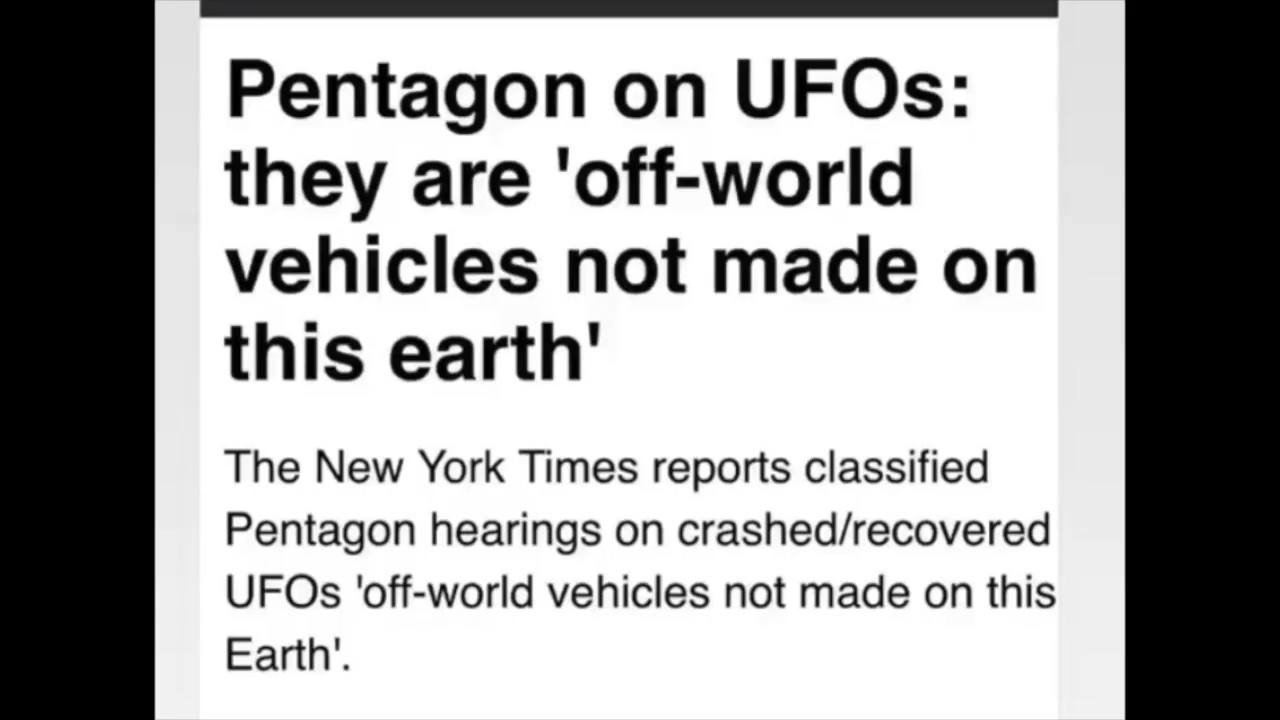 Pentagon on UFOs:
they are 'off-world
vehicles not made on
this earth'
The New York Times reports classified
Pentagon hearings on crashed/recovered
UFOs 'off-world vehicles not made on this
Earth'.